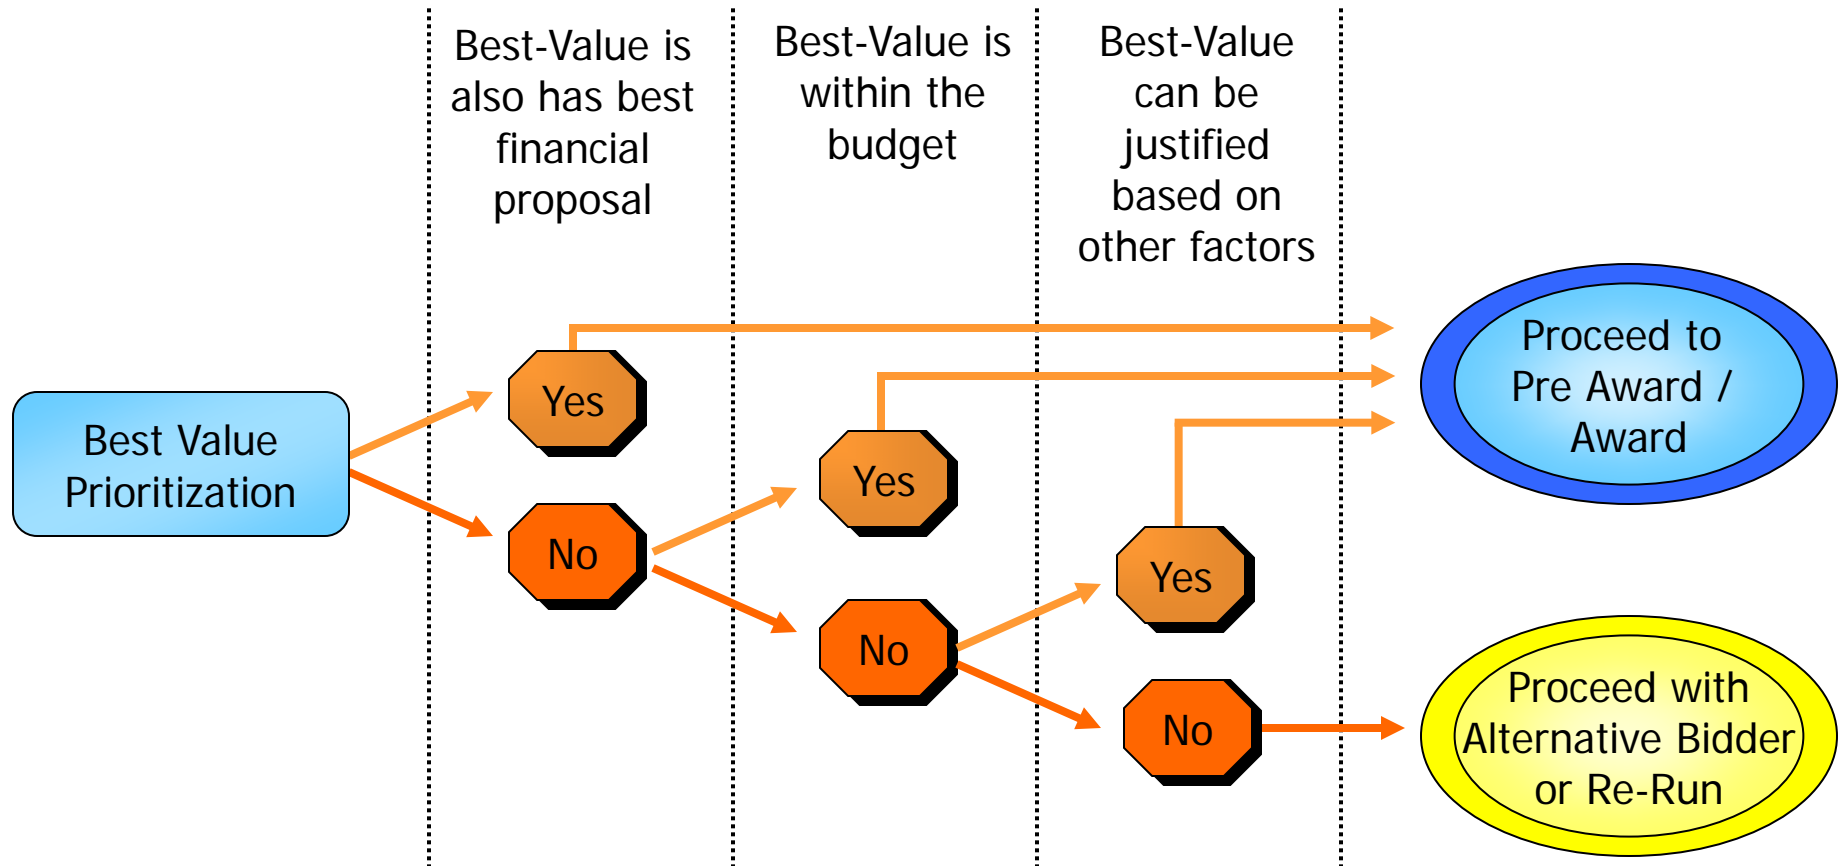 Best-Value is
also has best
financial
proposal
Best-Value is
within the
budget
Best-Value
can be
justified
based on
other factors
Best Value
Prioritization
Yes
No
Yes
No
Yes
No
Proceed to
Pre Award /
Award
Proceed with
Alternative Bidder
or Re-Run